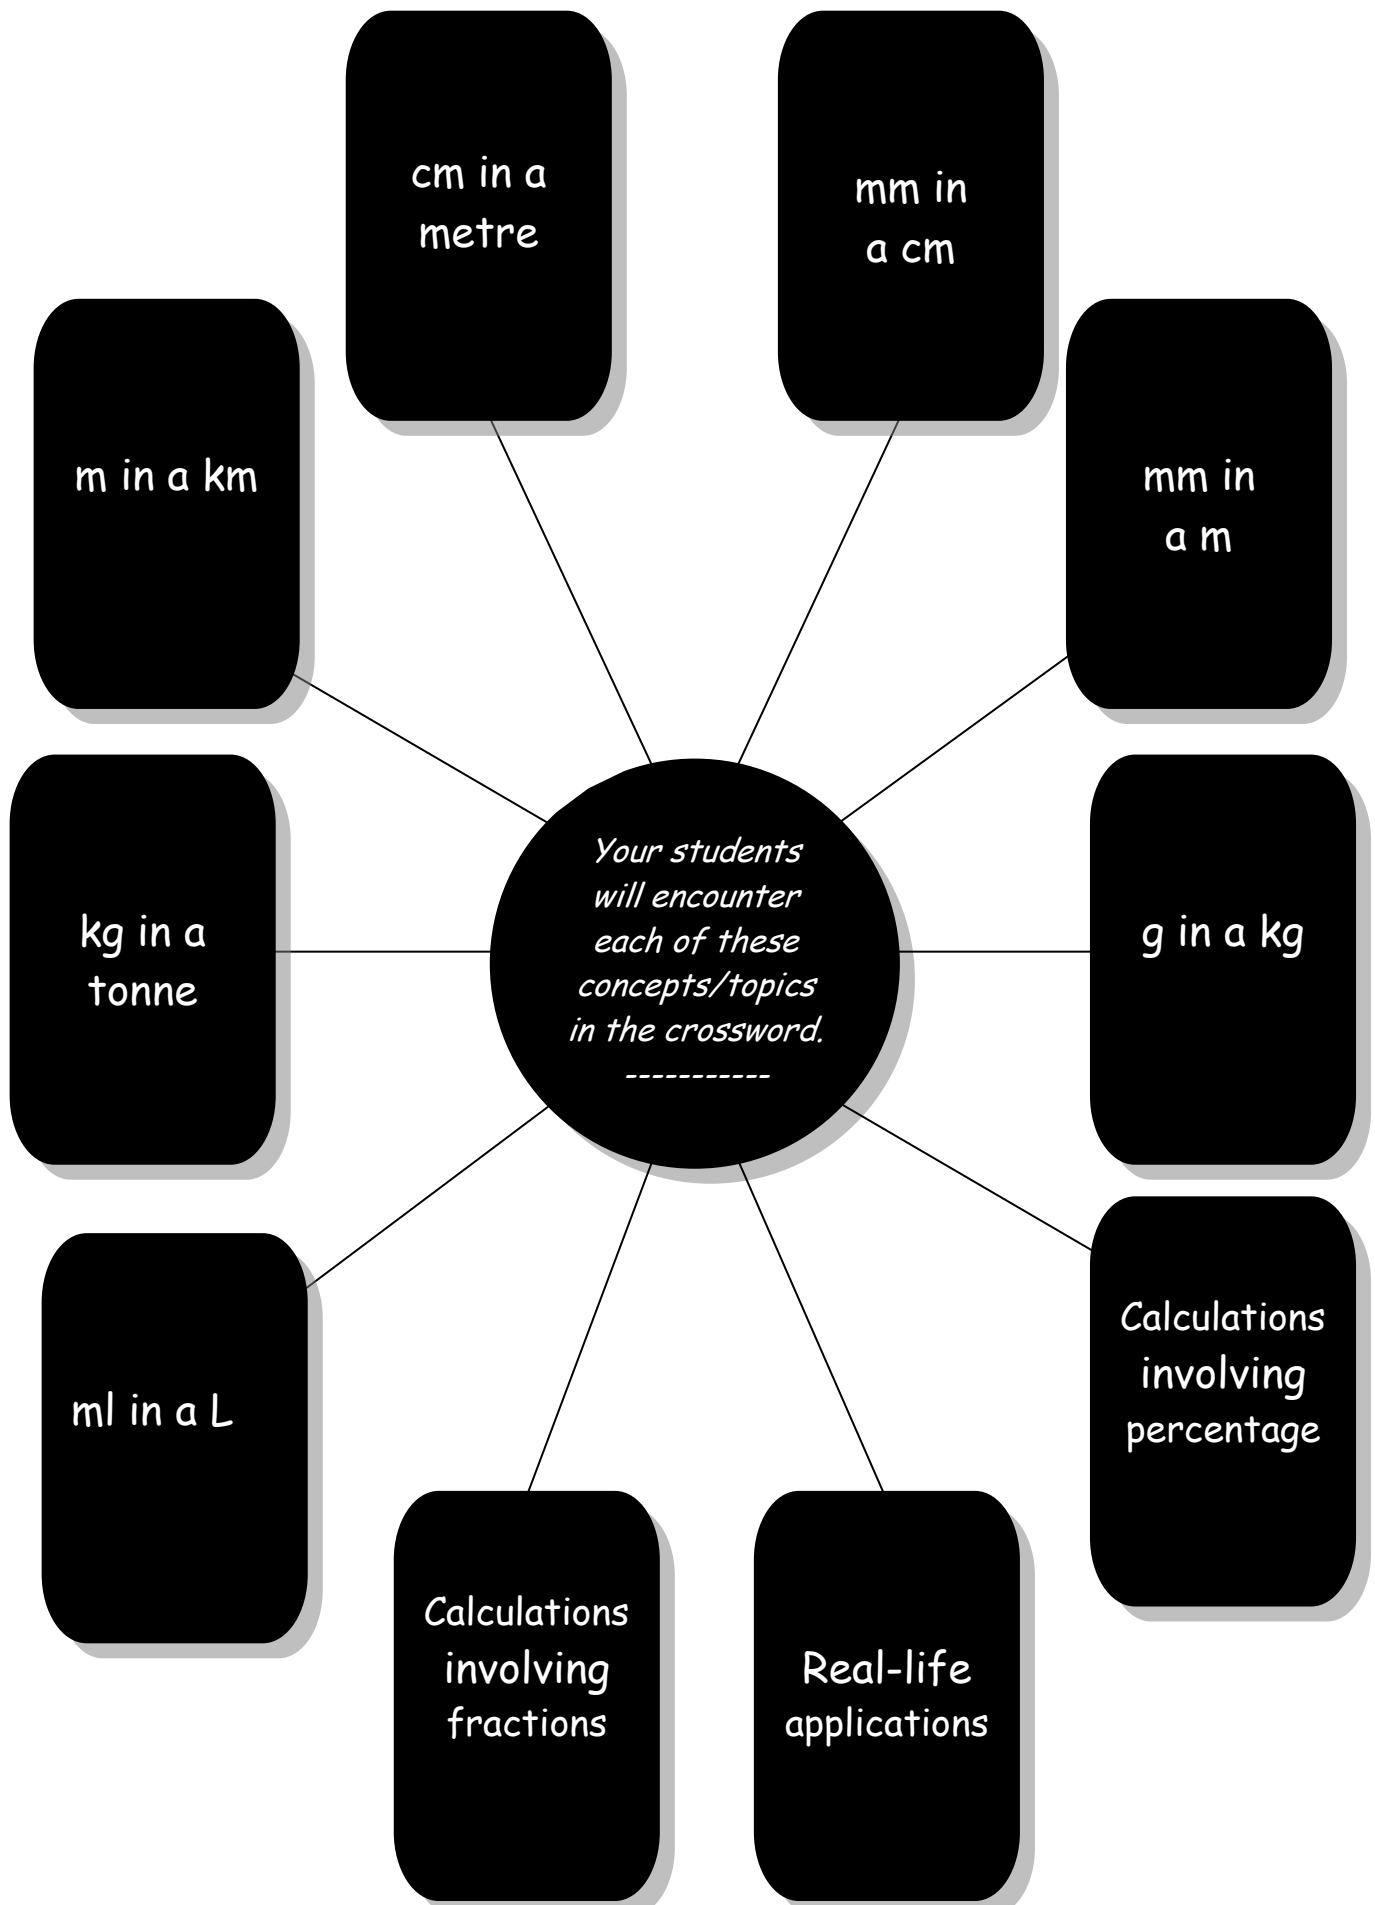 cm in a
metre
mm in
a cm
m in a km
mm in
a m
Your students
will encounter
each of these
concepts/topics
in the crossword.
-----------
kg in a
tonne
g in a kg
ml in a L
Calculations
involving
percentage
Calculations
involving
fractions
Real-life
applications